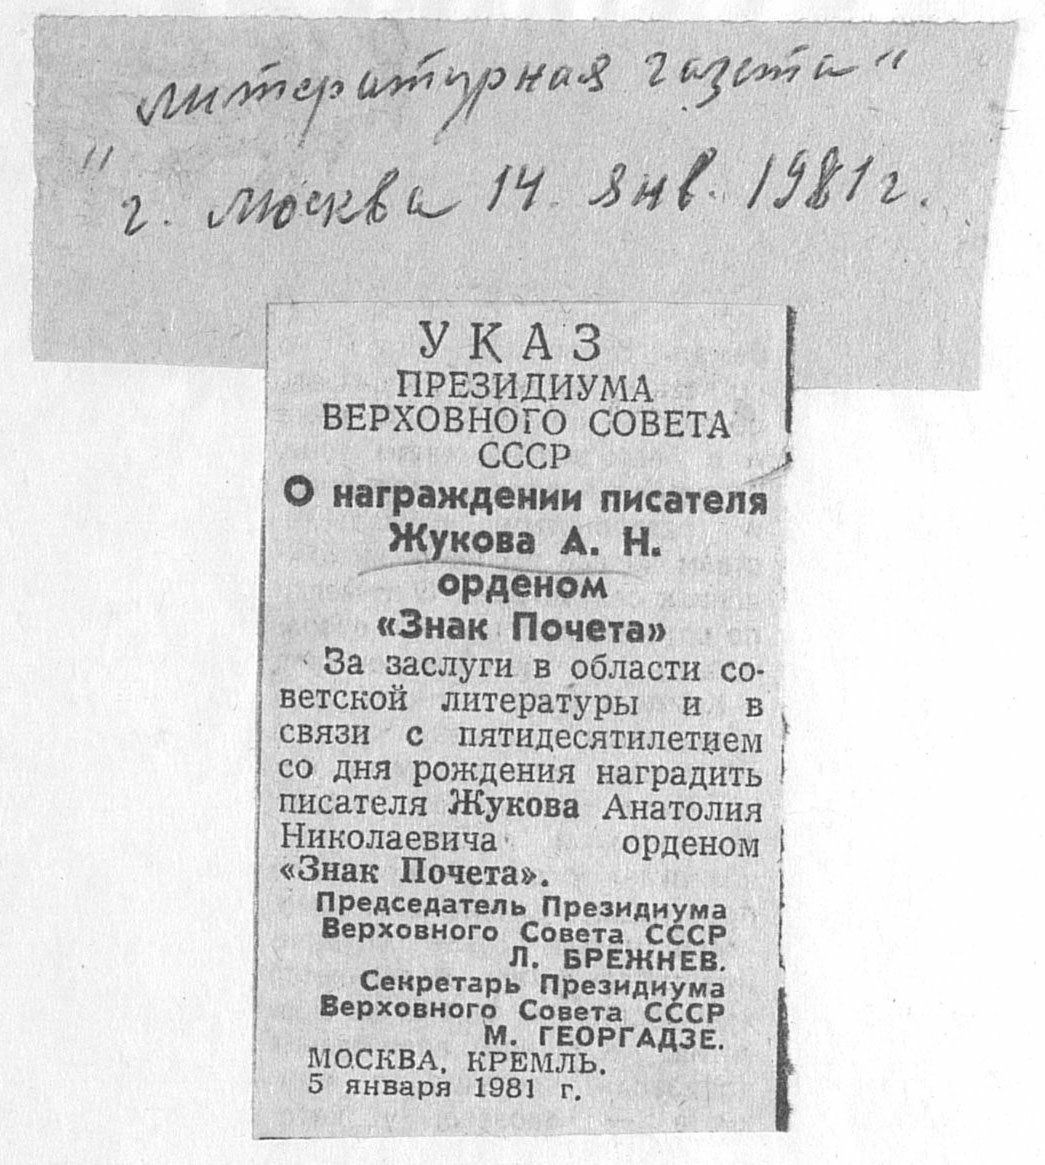 литературная газета"
" г. Москва 14. янв. 1981 г.
УКАЗ
ПРЕЗИДИУМА
ВЕРХОВНОГО СОВЕТА
СССР
О награждении писателя
Жукова А. Н.
орденом
«Знак Почета»
За заслуги в области со-
ветской литературы и в
связи с пятидесятилетием
со дня рождения наградить
писателя Жукова Анатолия
Николаевича орденом
«Знак Почета».
Председатель Президиума
Верховного Совета СССР
Л. БРЕЖНЕВ.
Секретарь Президиума
Верховного Совета СССР
М. ГЕОРГАДЗЕ.
МОСКВА, КРЕМЛЬ.
5 января 1981 г.